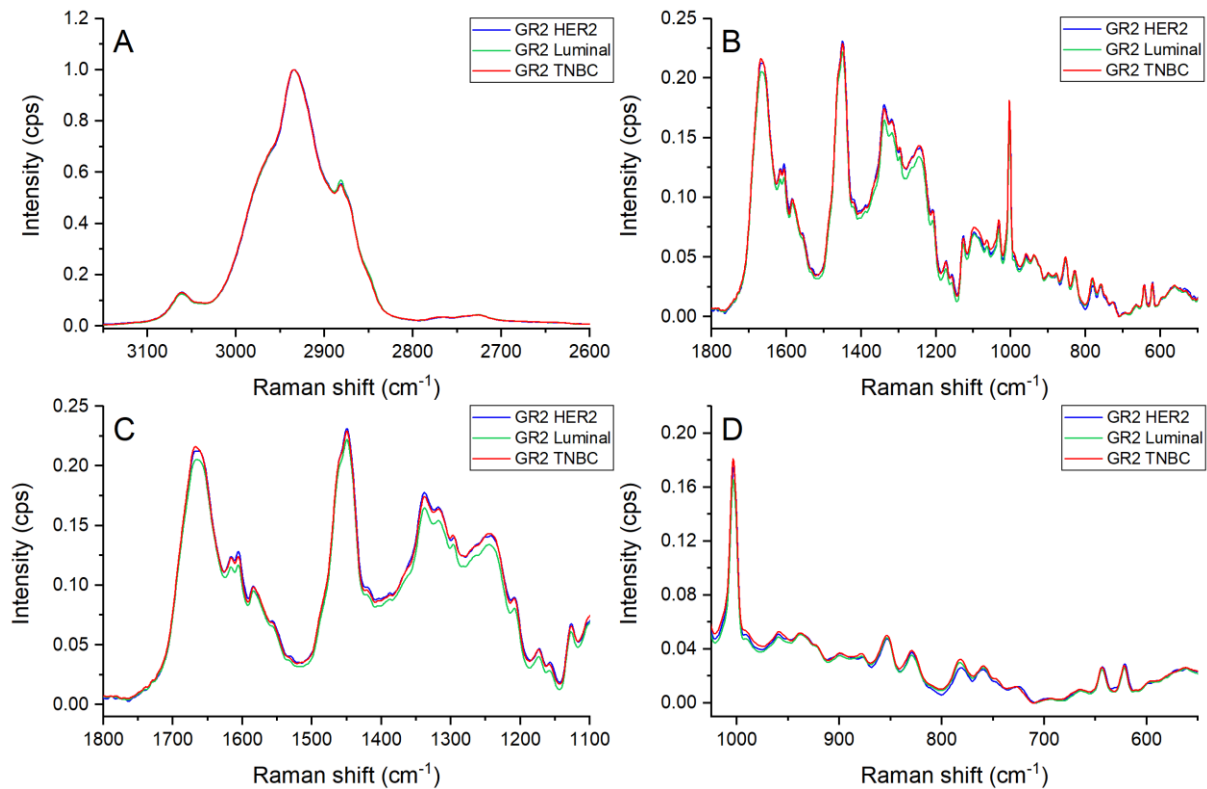 A
GR2 HER2
GR2 Luminal
GR2 TNBC
Intensity (cps)
1.2
1.0
0.8
0.6
0.4
0.2
0.0
3100 3000 2900 2800 2700 2600
Raman shift (cm⁻¹)
B
GR2 HER2
GR2 Luminal
GR2 TNBC
Intensity (cps)
0.25
0.20
0.15
0.10
0.05
0.00
1800 1600 1400 1200 1000 800 600
Raman shift (cm⁻¹)
C
GR2 HER2
GR2 Luminal
GR2 TNBC
Intensity (cps)
0.25
0.20
0.15
0.10
0.05
0.00
1800 1700 1600 1500 1400 1300 1200 1100
Raman shift (cm⁻¹)
D
GR2 HER2
GR2 Luminal
GR2 TNBC
Intensity (cps)
0.20
0.16
0.12
0.08
0.04
0.00
1000 900 800 700 600
Raman shift (cm⁻¹)